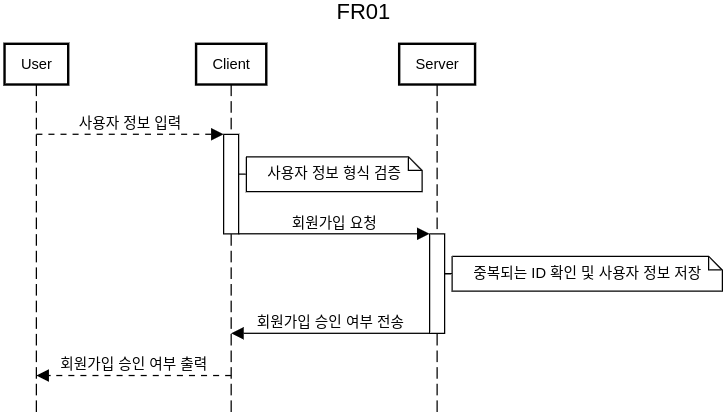 FR01
User
Client
Server
사용자 정보 입력
사용자 정보 형식 검증
회원가입 요청
중복되는 ID 확인 및 사용자 정보 저장
회원가입 승인 여부 전송
회원가입 승인 여부 출력